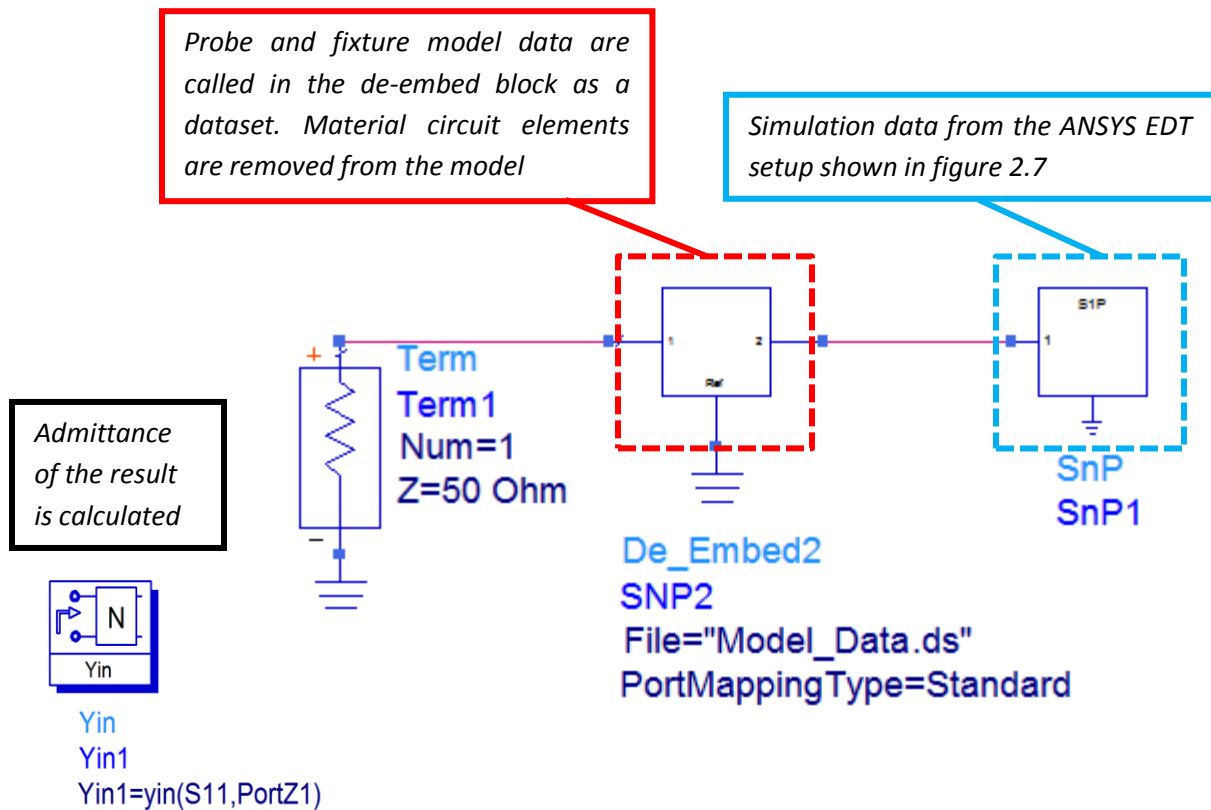 Probe and fixture model data are
called in the de-embed block as a
dataset. Material circuit elements
are removed from the model
Simulation data from the ANSYS EDT
setup shown in figure 2.7
S1P
1
2
Ref
1
+
Term
Term1
Num=1
Z=50 Ohm
−
Admittance
of the result
is calculated
SnP
SnP1
De_Embed2
SNP2
File="Model_Data.ds"
PortMappingType=Standard
N
Yin
Yin
Yin1
Yin1=yin(S11,PortZ1)